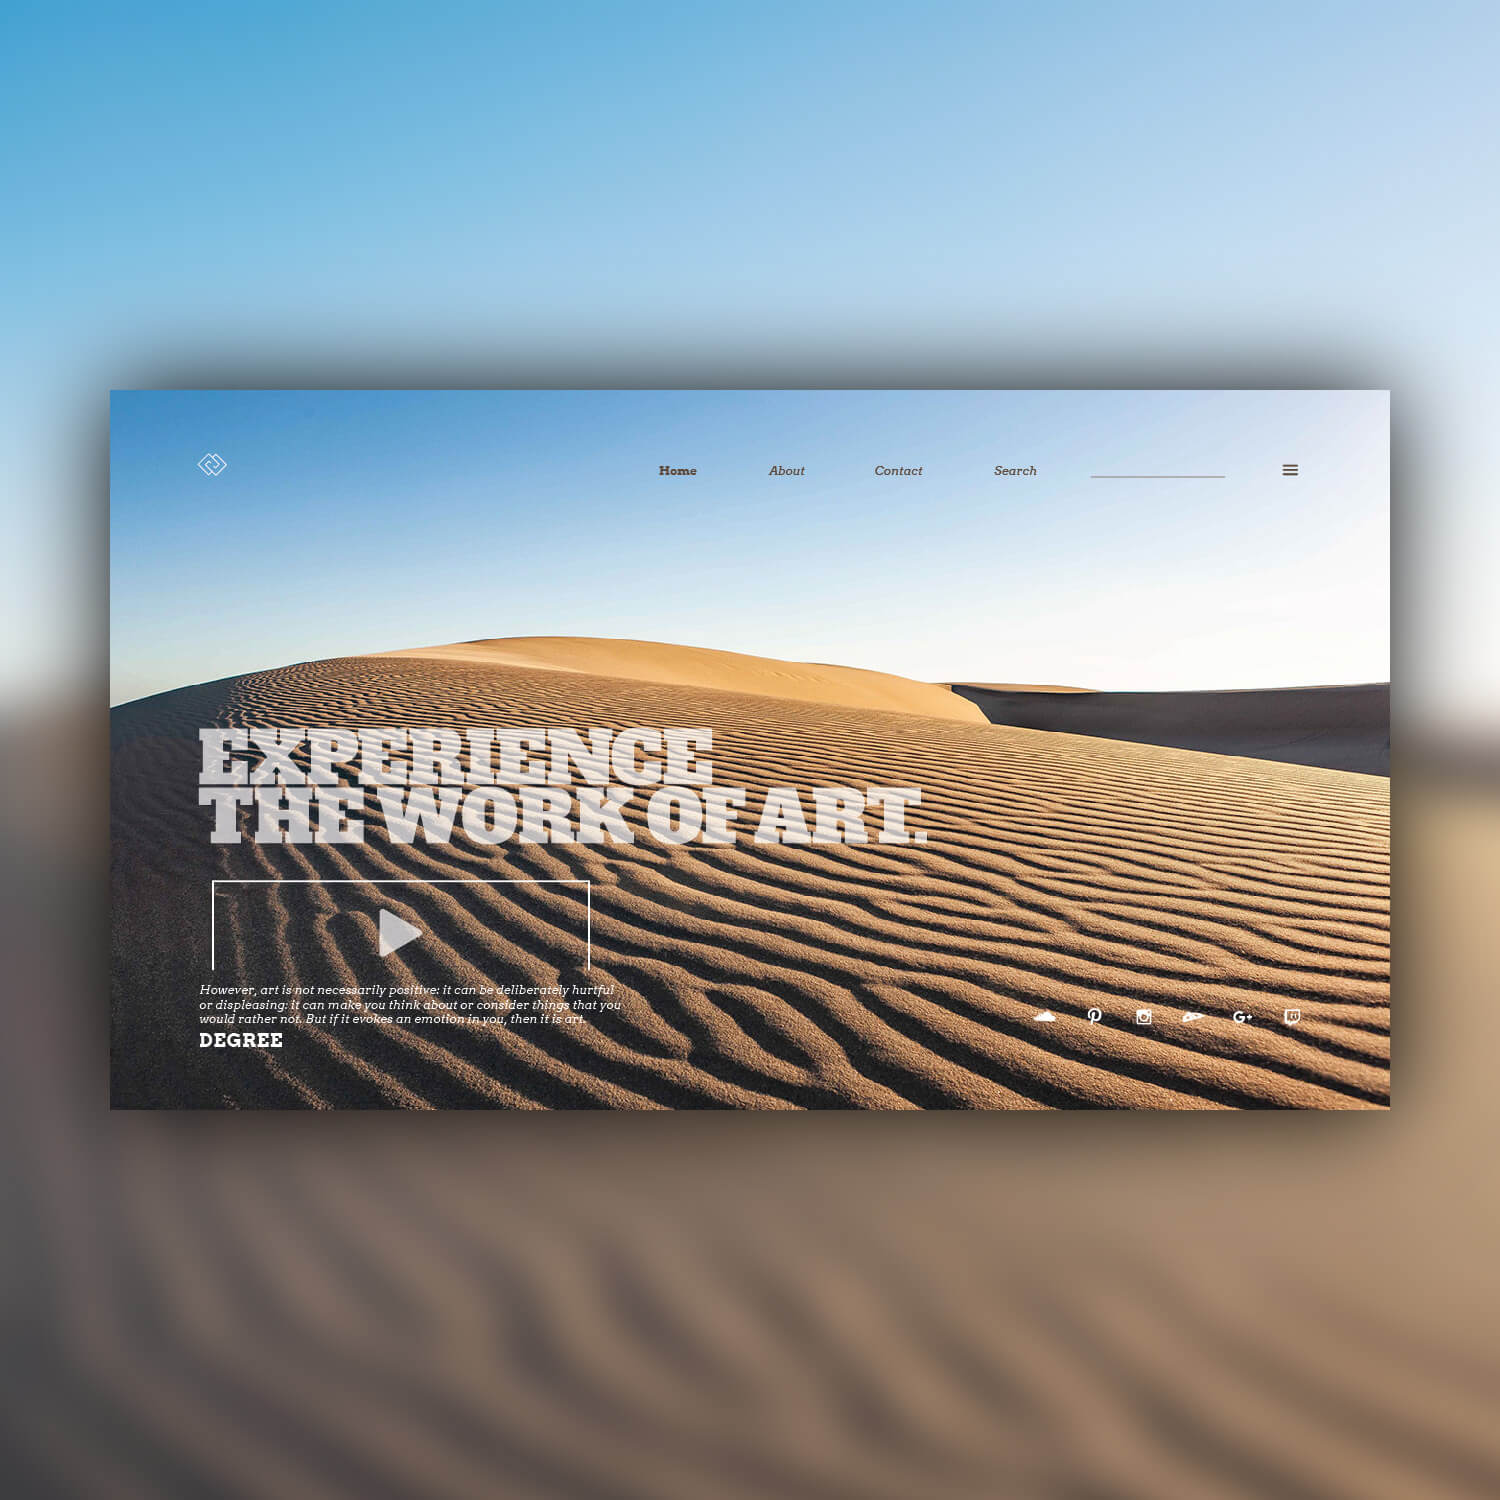 Home About Contact Search
EXPERIENCE
THE WORK OF ART.
However, art is not necessarily positive: it can be deliberately hurtful
or displeasing: it can make you think about or consider things that you
would rather not. But if it evokes an emotion in you, then it is art.
DEGREE
G+